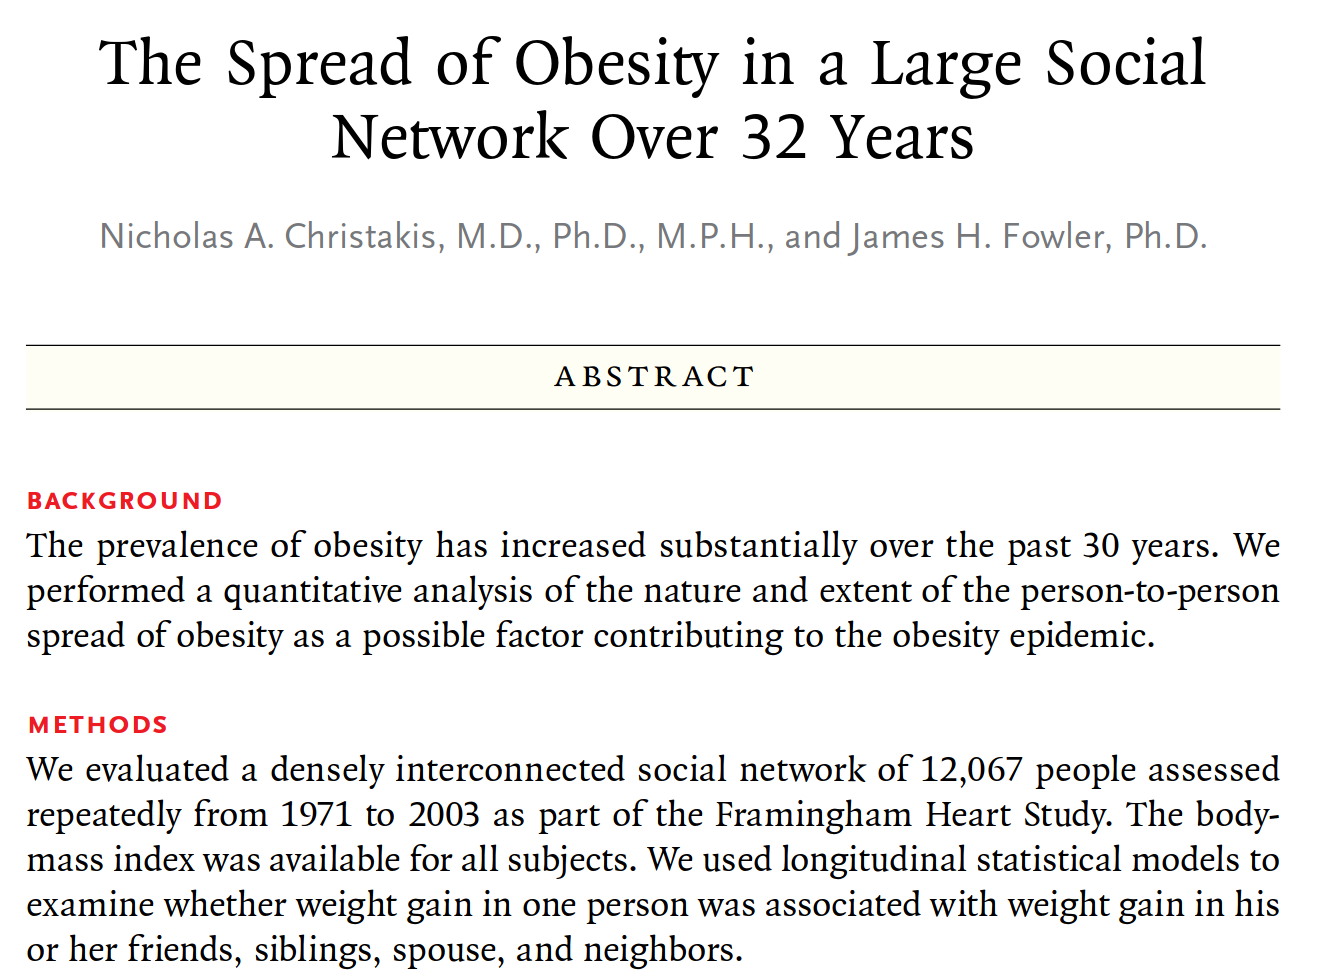 The Spread of Obesity in a Large Social
Network Over 32 Years
Nicholas A. Christakis, M.D., Ph.D., M.P.H., and James H. Fowler, Ph.D.
ABSTRACT
BACKGROUND
The prevalence of obesity has increased substantially over the past 30 years. We
performed a quantitative analysis of the nature and extent of the person-to-person
spread of obesity as a possible factor contributing to the obesity epidemic.
METHODS
We evaluated a densely interconnected social network of 12,067 people assessed
repeatedly from 1971 to 2003 as part of the Framingham Heart Study. The body-
mass index was available for all subjects. We used longitudinal statistical models to
examine whether weight gain in one person was associated with weight gain in his
or her friends, siblings, spouse, and neighbors.